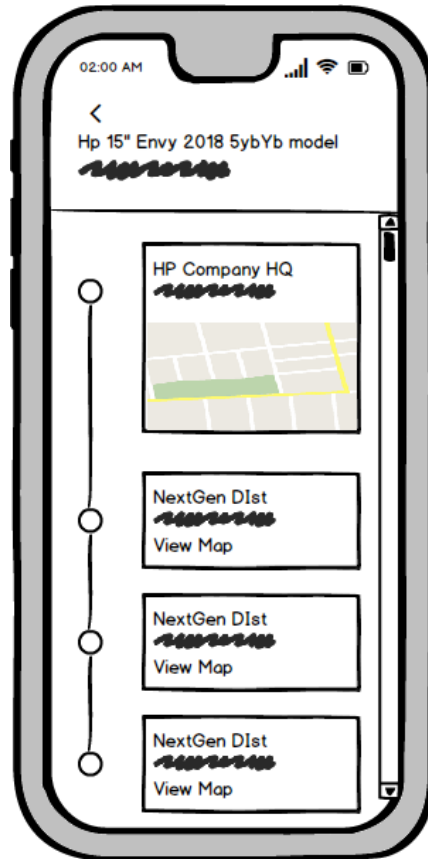 02:00 AM
Hp 15" Envy 2018 5ybYb model
HP Company HQ
NextGen DIst
View Map
NextGen DIst
View Map
NextGen DIst
View Map